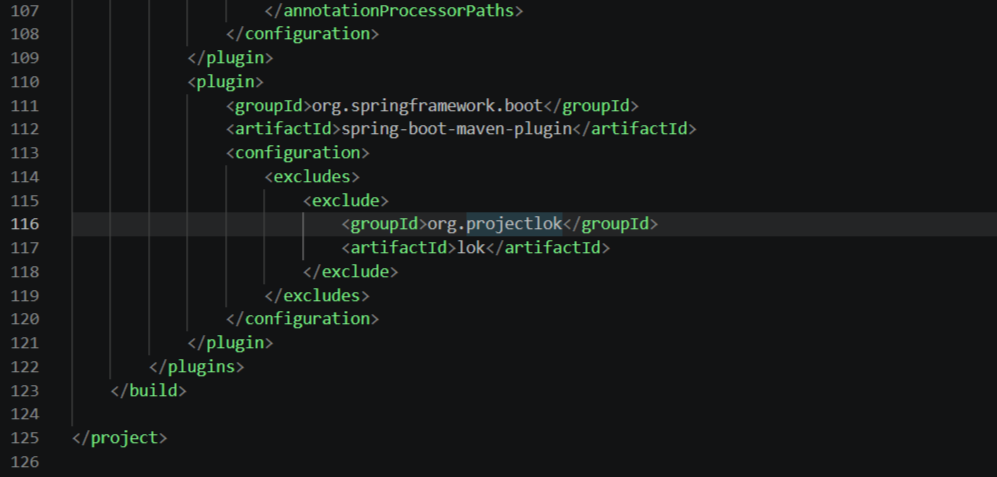 107 </annotationProcessorPaths>
108 </configuration>
109 </plugin>
110 <plugin>
111 <groupId>org.springframework.boot</groupId>
112 <artifactId>spring-boot-maven-plugin</artifactId>
113 <configuration>
114 <excludes>
115 <exclude>
116 <groupId>org.projectlok</groupId>
117 <artifactId>lok</artifactId>
118 </exclude>
119 </excludes>
120 </configuration>
121 </plugin>
122 </plugins>
123 </build>
124
125 </project>
126